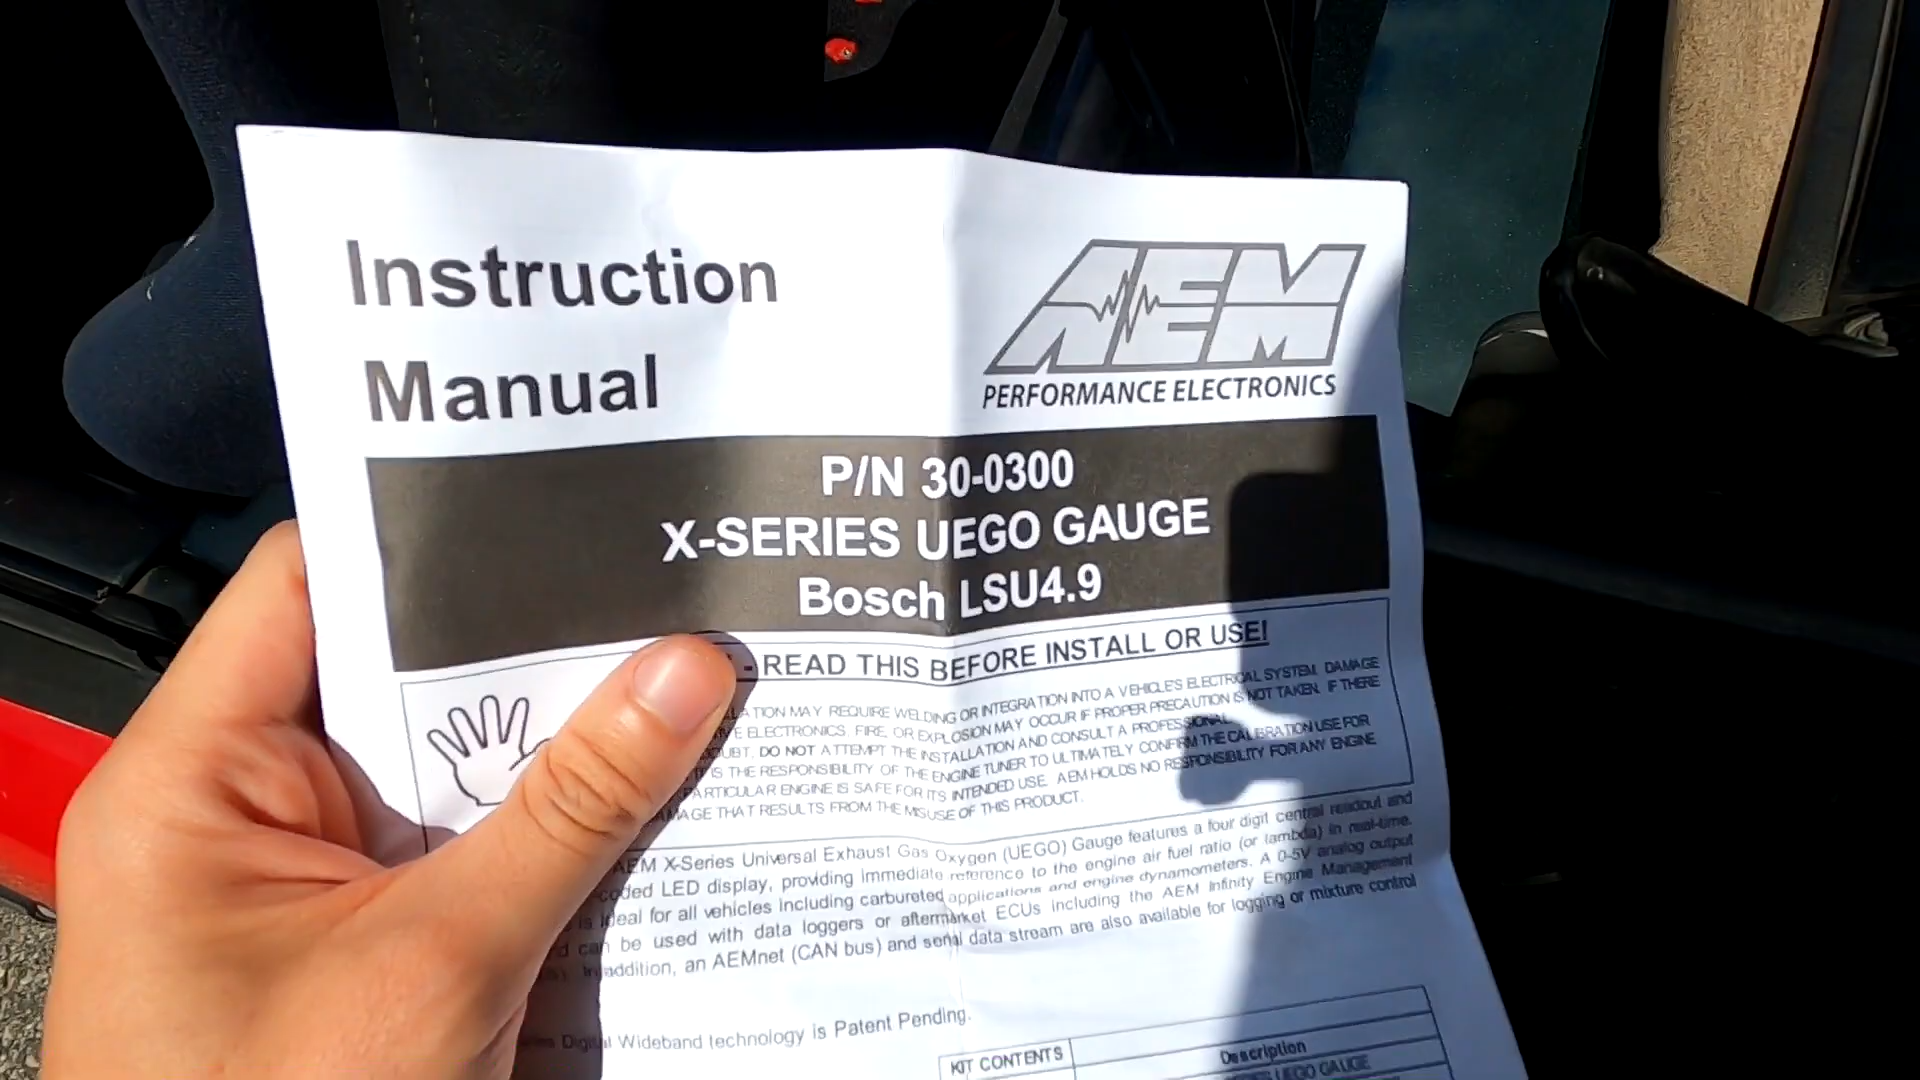 Instruction
Manual
AEM
PERFORMANCE ELECTRONICS
P/N 30-0300
X-SERIES UEGO GAUGE
Bosch LSU4.9
- READ THIS BEFORE INSTALL OR USE!
MAY REQUIRE WELDING OR INTEGRATION INTO A VEHICLE'S ELECTRICAL SYSTEM. DAMAGE
ELECTRONICS, FIRE, OR EXPLOSION MAY OCCUR IF PROPER PRECAUTION IS NOT TAKEN. IF THERE
DO NOT ATTEMPT THE INSTALLATION AND CONSULT A PROFESSIONAL.
IS THE RESPONSIBILITY OF THE ENGINE TUNER TO ULTIMATELY CONFIRM THE CALIBRATION USE FOR
ENGINE IS SAFE FOR ITS INTENDED USE. AEM HOLDS NO RESPONSIBILITY FOR ANY ENGINE
THAT RESULTS FROM THE MISUSE OF THIS PRODUCT.
AEM X-Series Universal Exhaust Gas Oxygen (UEGO) Gauge features a four digit central readout and
coded LED display, providing immediate reference to the engine air fuel ratio (or lambda) in real-time.
is ideal for all vehicles including carbureted applications and engine dynamometers. A 0-5V analog output
can be used with data loggers or aftermarket ECUs including the AEM Infinity Engine Management
In addition, an AEMnet (CAN bus) and serial data stream are also available for logging or mixture control
Digital Wideband technology is Patent Pending.
KIT CONTENTS
Description
UEGO GAUGE